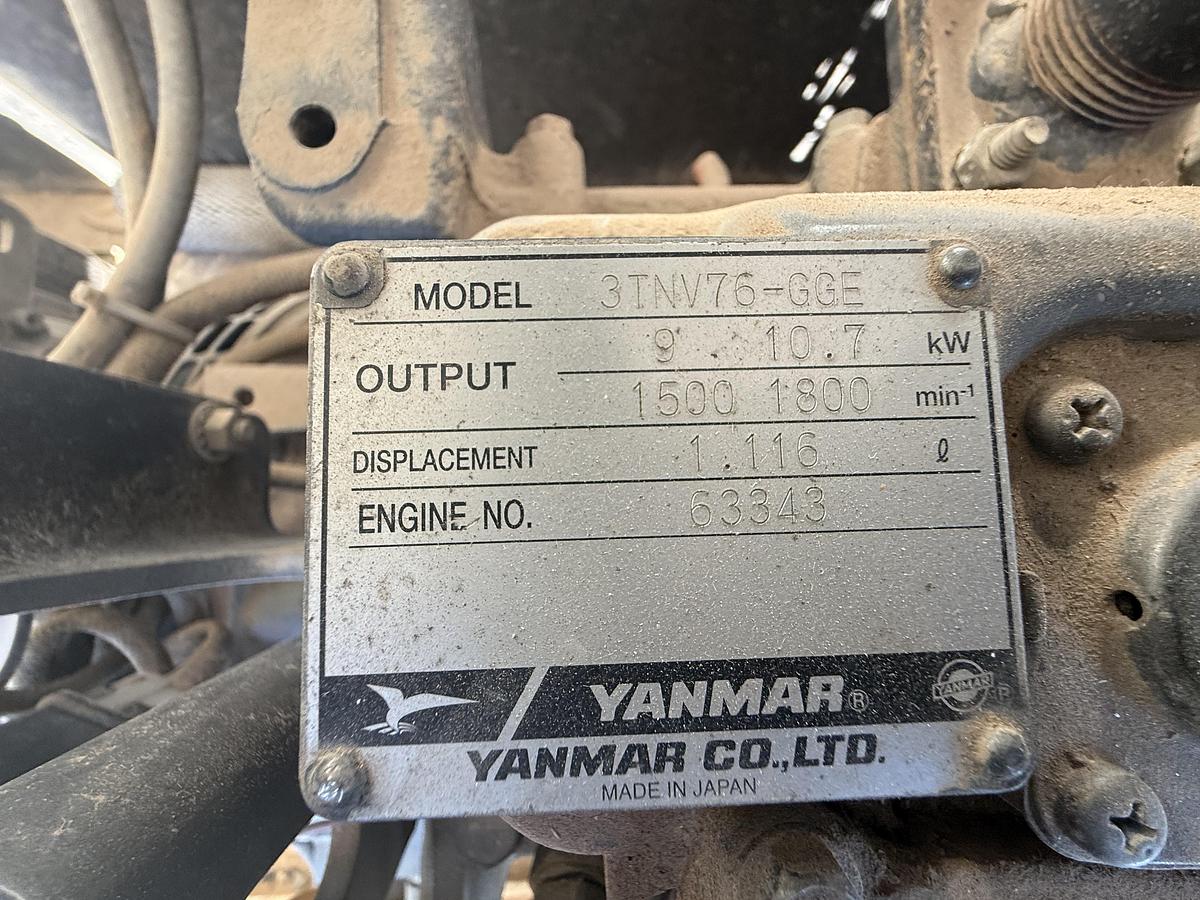 MODEL 3TNV76-GGE
OUTPUT 9 10.7 kW
1500 1800 min⁻¹
DISPLACEMENT 1.116 ℓ
ENGINE NO. 63343
YANMAR® YANMAR
YANMAR CO.,LTD.
MADE IN JAPAN